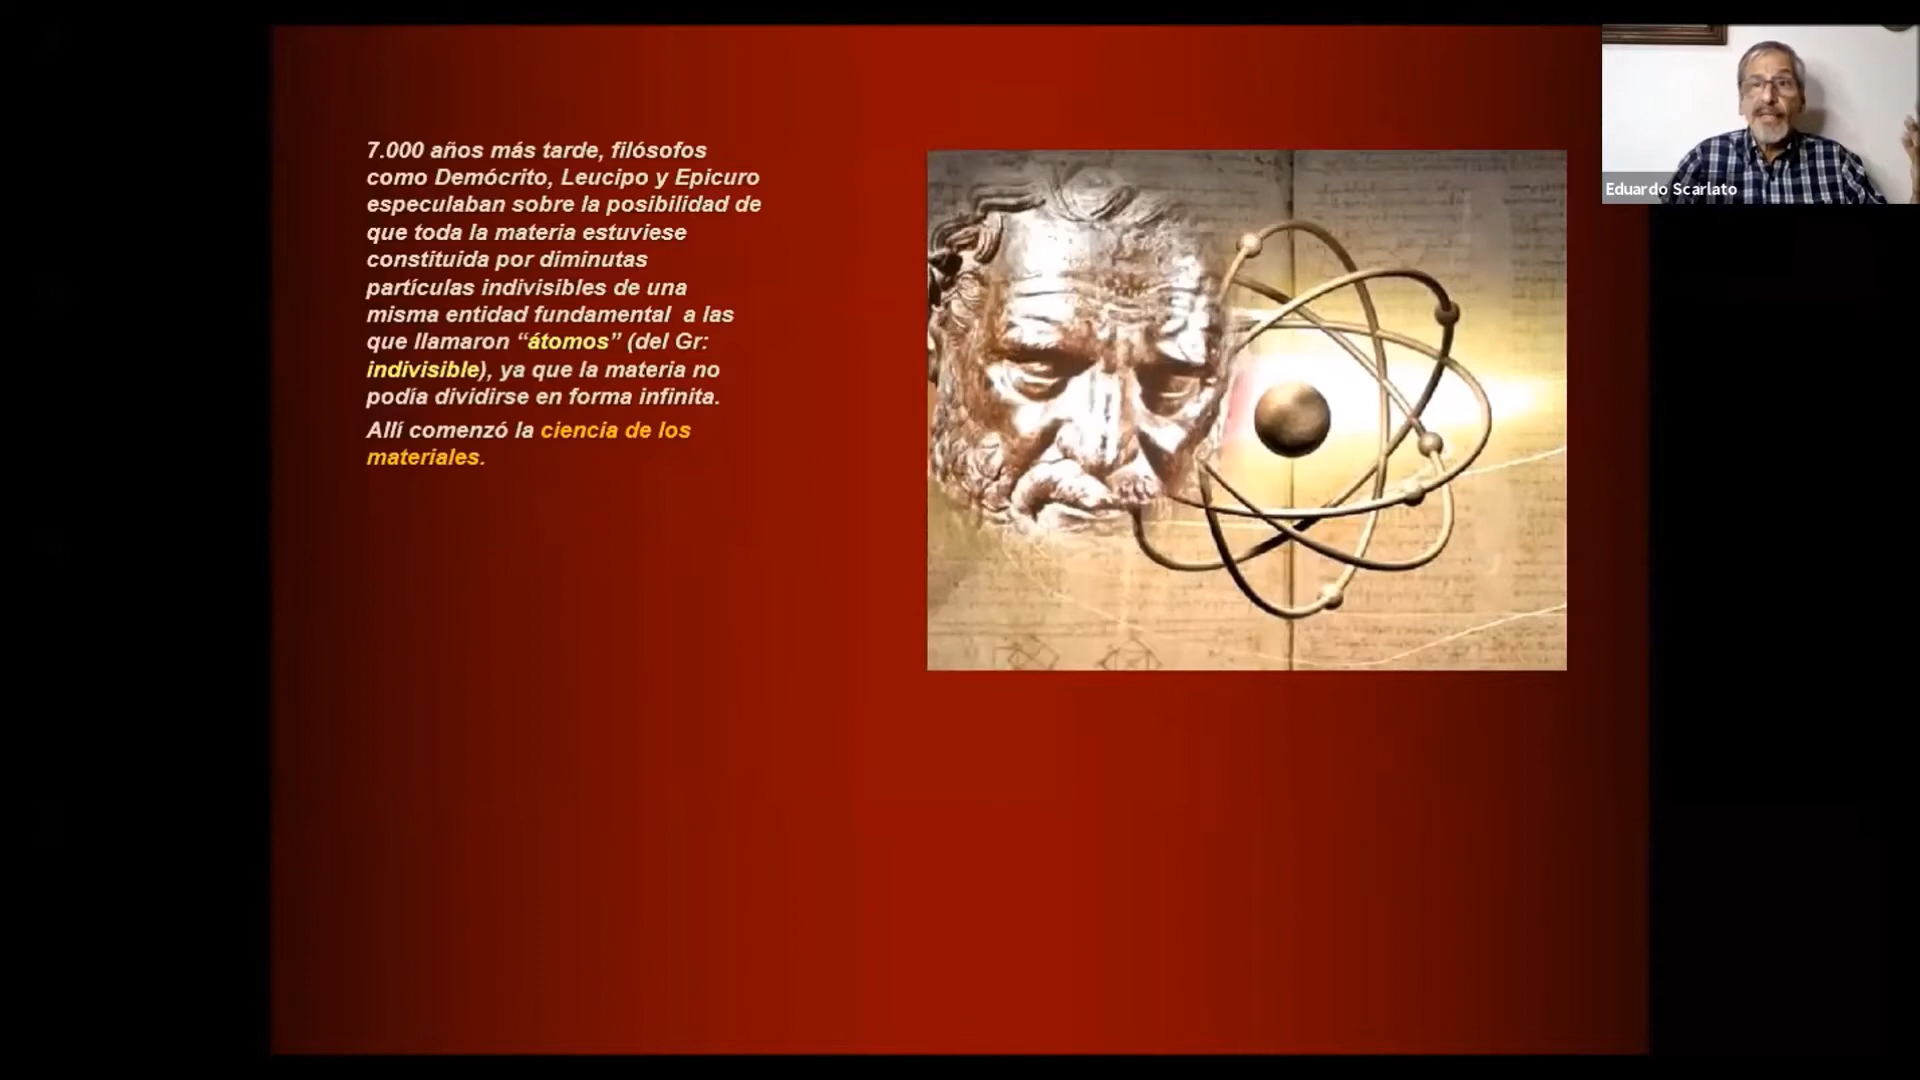 7.000 años más tarde, filósofos
como Demócrito, Leucipo y Epicuro
especulaban sobre la posibilidad de
que toda la materia estuviese
constituida por diminutas
partículas indivisibles de una
misma entidad fundamental  a las
que llamaron “átomos” (del Gr:
indivisible), ya que la materia no
podía dividirse en forma infinita.
Allí comenzó la ciencia de los
materiales.
Eduardo Scarlato